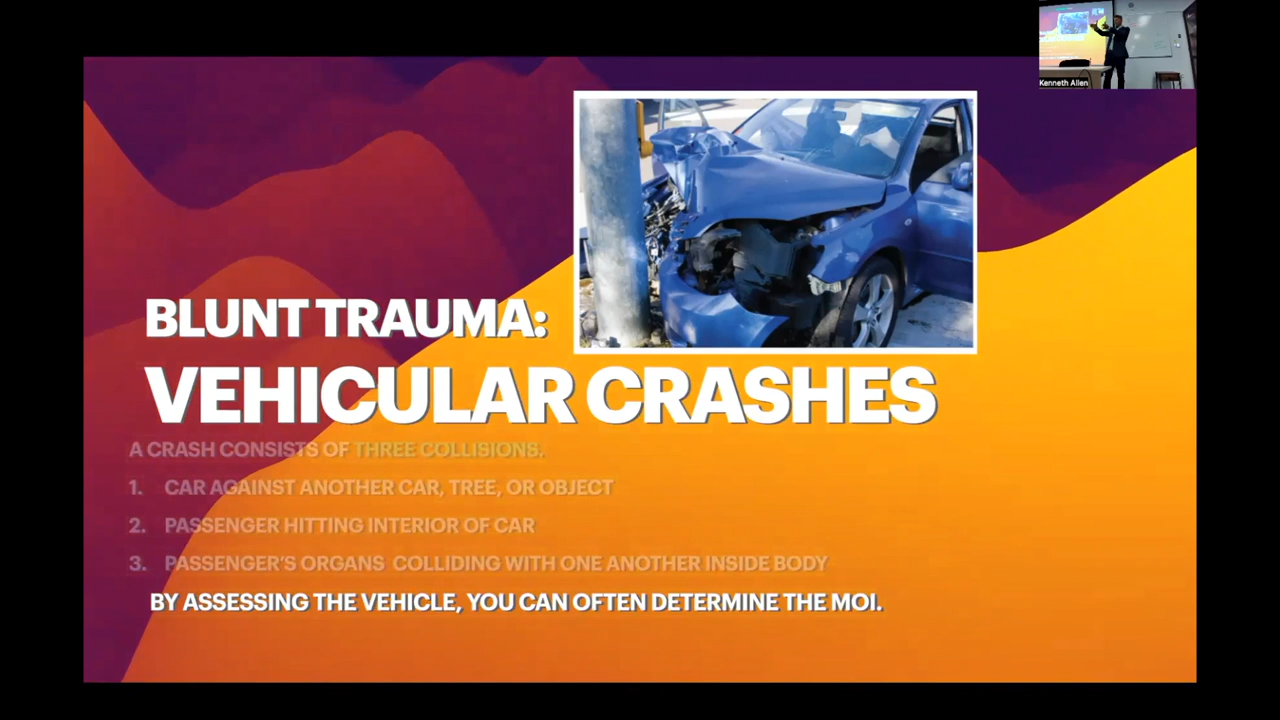 Kenneth Allen
BLUNT TRAUMA:
VEHICULAR CRASHES
A CRASH CONSISTS OF THREE COLLISIONS.
1. CAR AGAINST ANOTHER CAR, TREE, OR OBJECT
2. PASSENGER HITTING INTERIOR OF CAR
3. PASSENGER'S ORGANS COLLIDING WITH ONE ANOTHER INSIDE BODY
BY ASSESSING THE VEHICLE, YOU CAN OFTEN DETERMINE THE MOI.